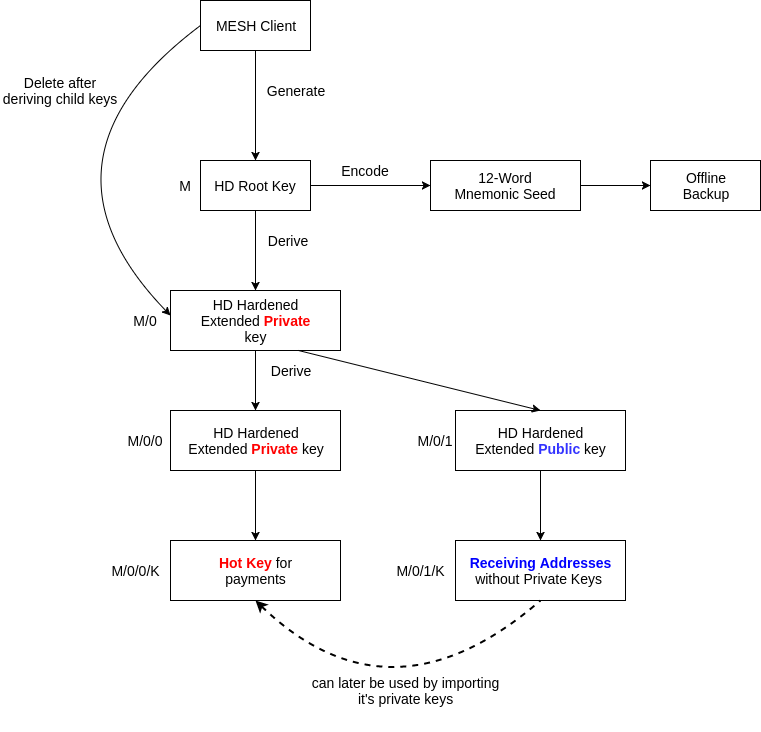 MESH Client
Delete after
deriving child keys
Generate
M
HD Root Key
Encode
12-Word
Mnemonic Seed
Offline
Backup
Derive
M/0
HD Hardened
Extended Private
key
Derive
M/0/0
HD Hardened
Extended Private key
M/0/1
HD Hardened
Extended Public key
M/0/0/K
Hot Key for
payments
M/0/1/K
Receiving Addresses
without Private Keys
can later be used by importing
it's private keys